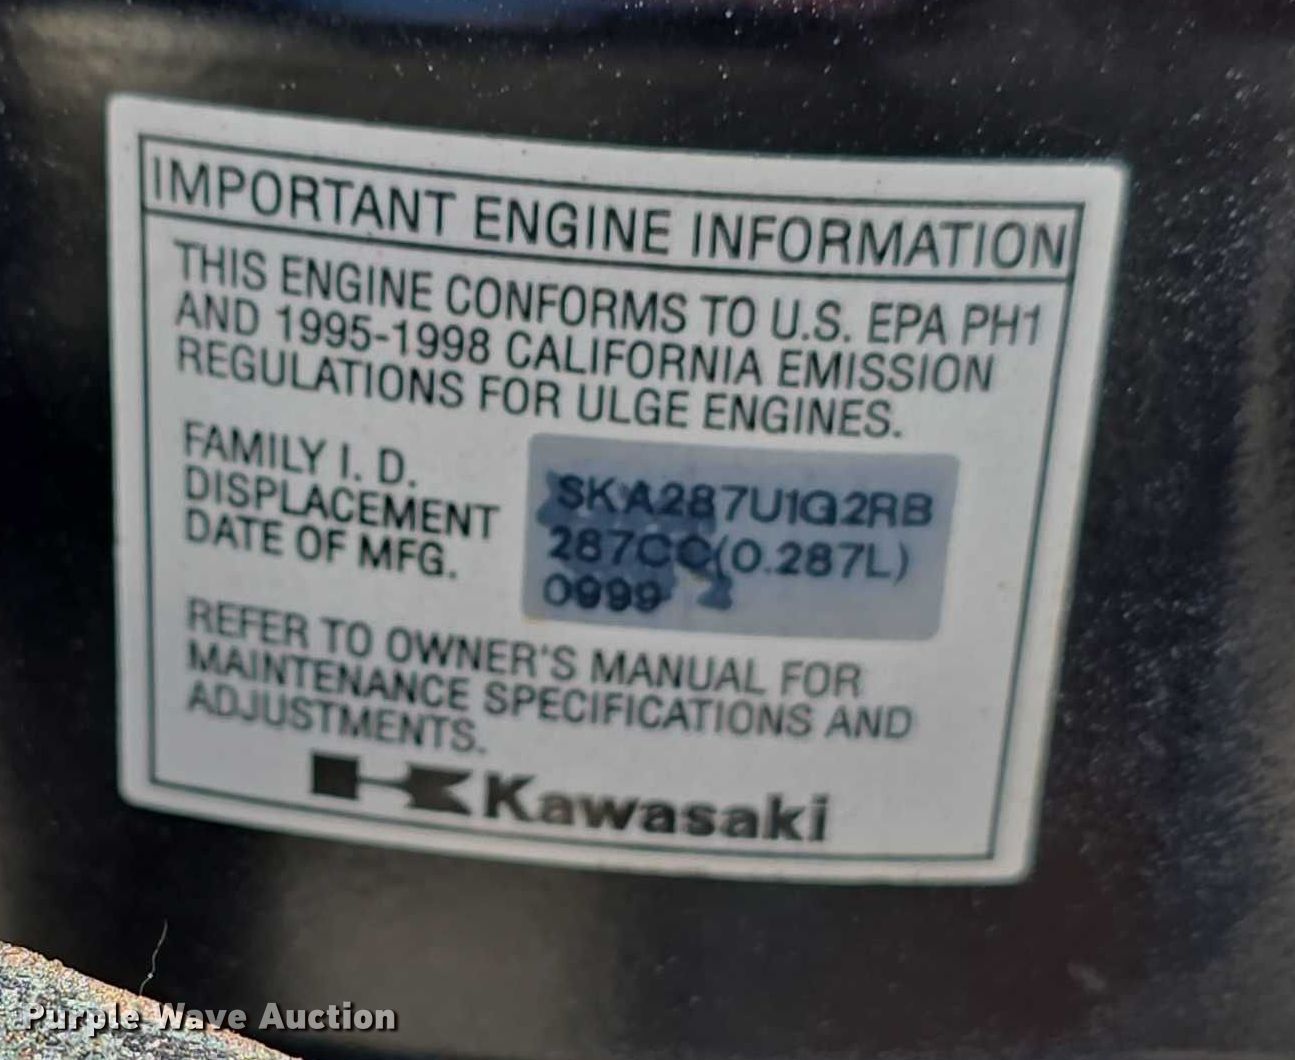 IMPORTANT ENGINE INFORMATION
THIS ENGINE CONFORMS TO U.S. EPA PH1
AND 1995-1998 CALIFORNIA EMISSION
REGULATIONS FOR ULGE ENGINES.
FAMILY I. D. SKA287U1G2RB
DISPLACEMENT 287CC(0.287L)
DATE OF MFG. 0999
REFER TO OWNER'S MANUAL FOR
MAINTENANCE SPECIFICATIONS AND
ADJUSTMENTS.
Kawasaki
Purple Wave Auction